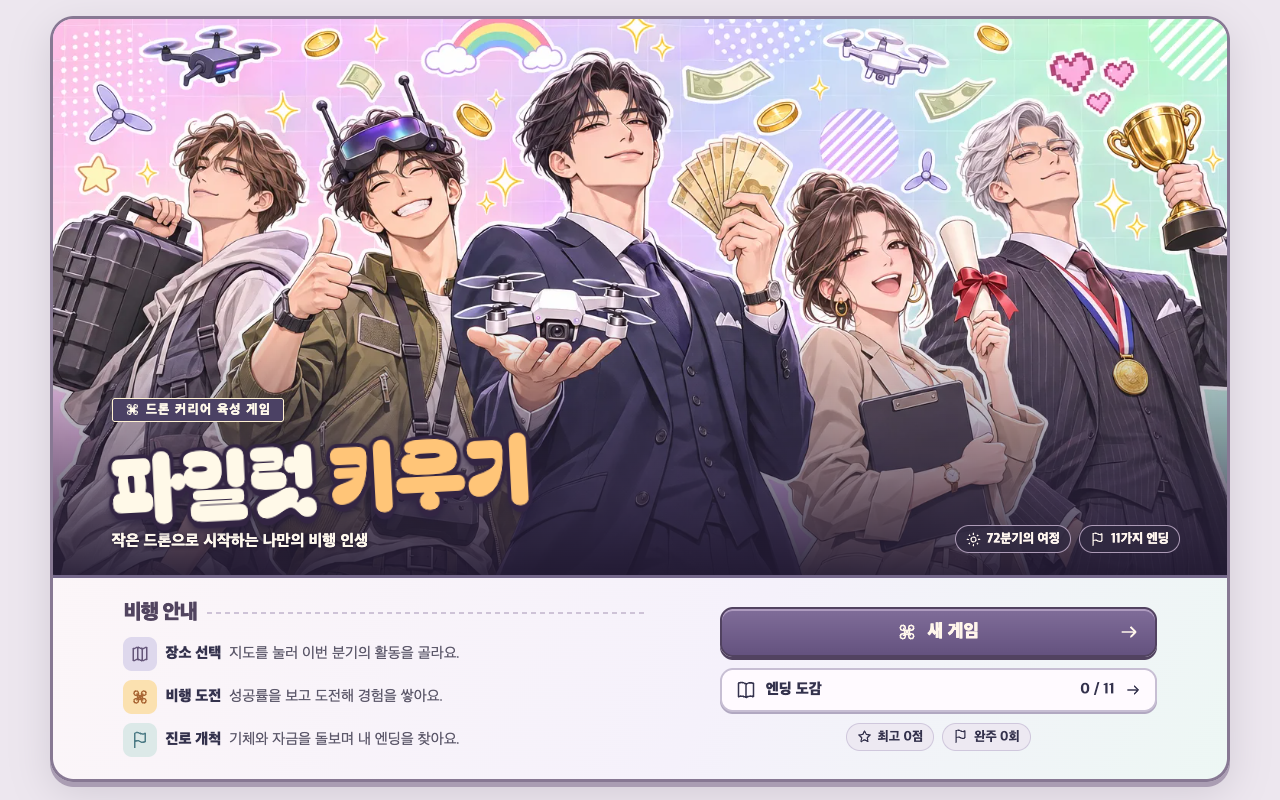 드론 커리어 육성 게임
파일럿 키우기
작은 드론으로 시작하는 나만의 비행 인생
72분기의 여정
11가지 엔딩
비행 안내
장소 선택 지도를 눌러 이번 분기의 활동을 골라요.
비행 도전 성공률을 보고 도전해 경험을 쌓아요.
진로 개척 기체와 자금을 돌보며 내 엔딩을 찾아요.
새 게임
엔딩 도감 0 / 11
최고 0점
완주 0회